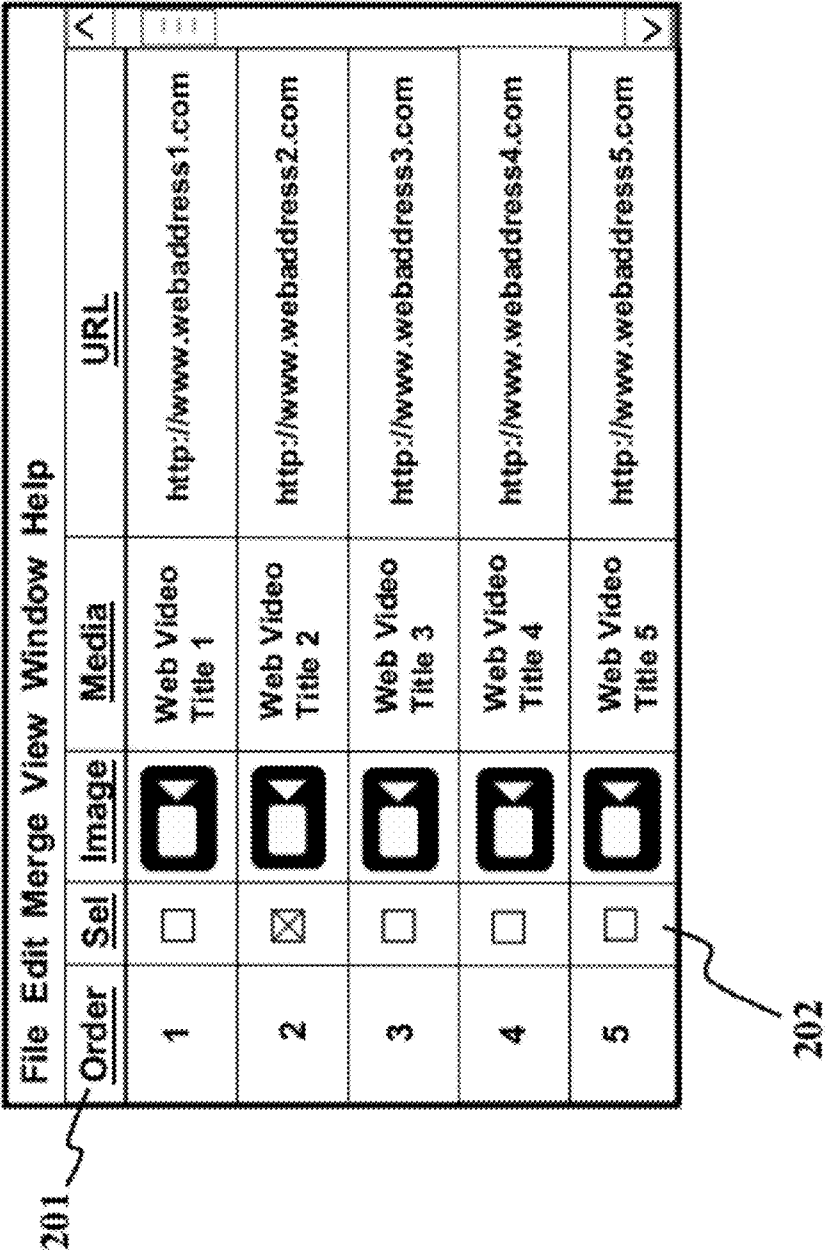 201
File Edit Merge View Window Help
Order Sel Image Media URL
1 Web Video http://www.webaddress1.com
Title 1
2 Web Video http://www.webaddress2.com
Title 2
3 Web Video http://www.webaddress3.com
Title 3
4 Web Video http://www.webaddress4.com
Title 4
5 Web Video http://www.webaddress5.com
Title 5
202